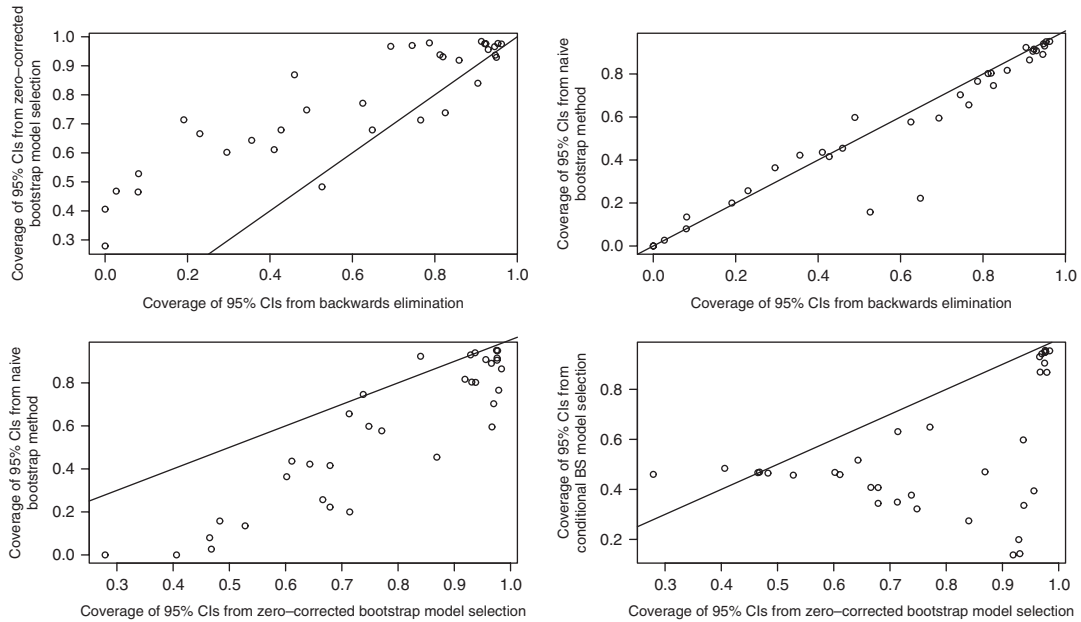 Coverage of 95% CIs from zero–corrected
bootstrap model selection
1.0
0.9
0.8
0.7
0.6
0.5
0.4
0.3
0.0 0.2 0.4 0.6 0.8 1.0
Coverage of 95% CIs from backwards elimination
Coverage of 95% CIs from naive
bootstrap method
0.8
0.6
0.4
0.2
0.0
0.0 0.2 0.4 0.6 0.8 1.0
Coverage of 95% CIs from backwards elimination
Coverage of 95% CIs from naive
bootstrap method
0.8
0.6
0.4
0.2
0.0
0.3 0.4 0.5 0.6 0.7 0.8 0.9 1.0
Coverage of 95% CIs from zero–corrected bootstrap model selection
Coverage of 95% CIs from
conditional BS model selection
0.8
0.6
0.4
0.2
0.3 0.4 0.5 0.6 0.7 0.8 0.9 1.0
Coverage of 95% CIs from zero–corrected bootstrap model selection